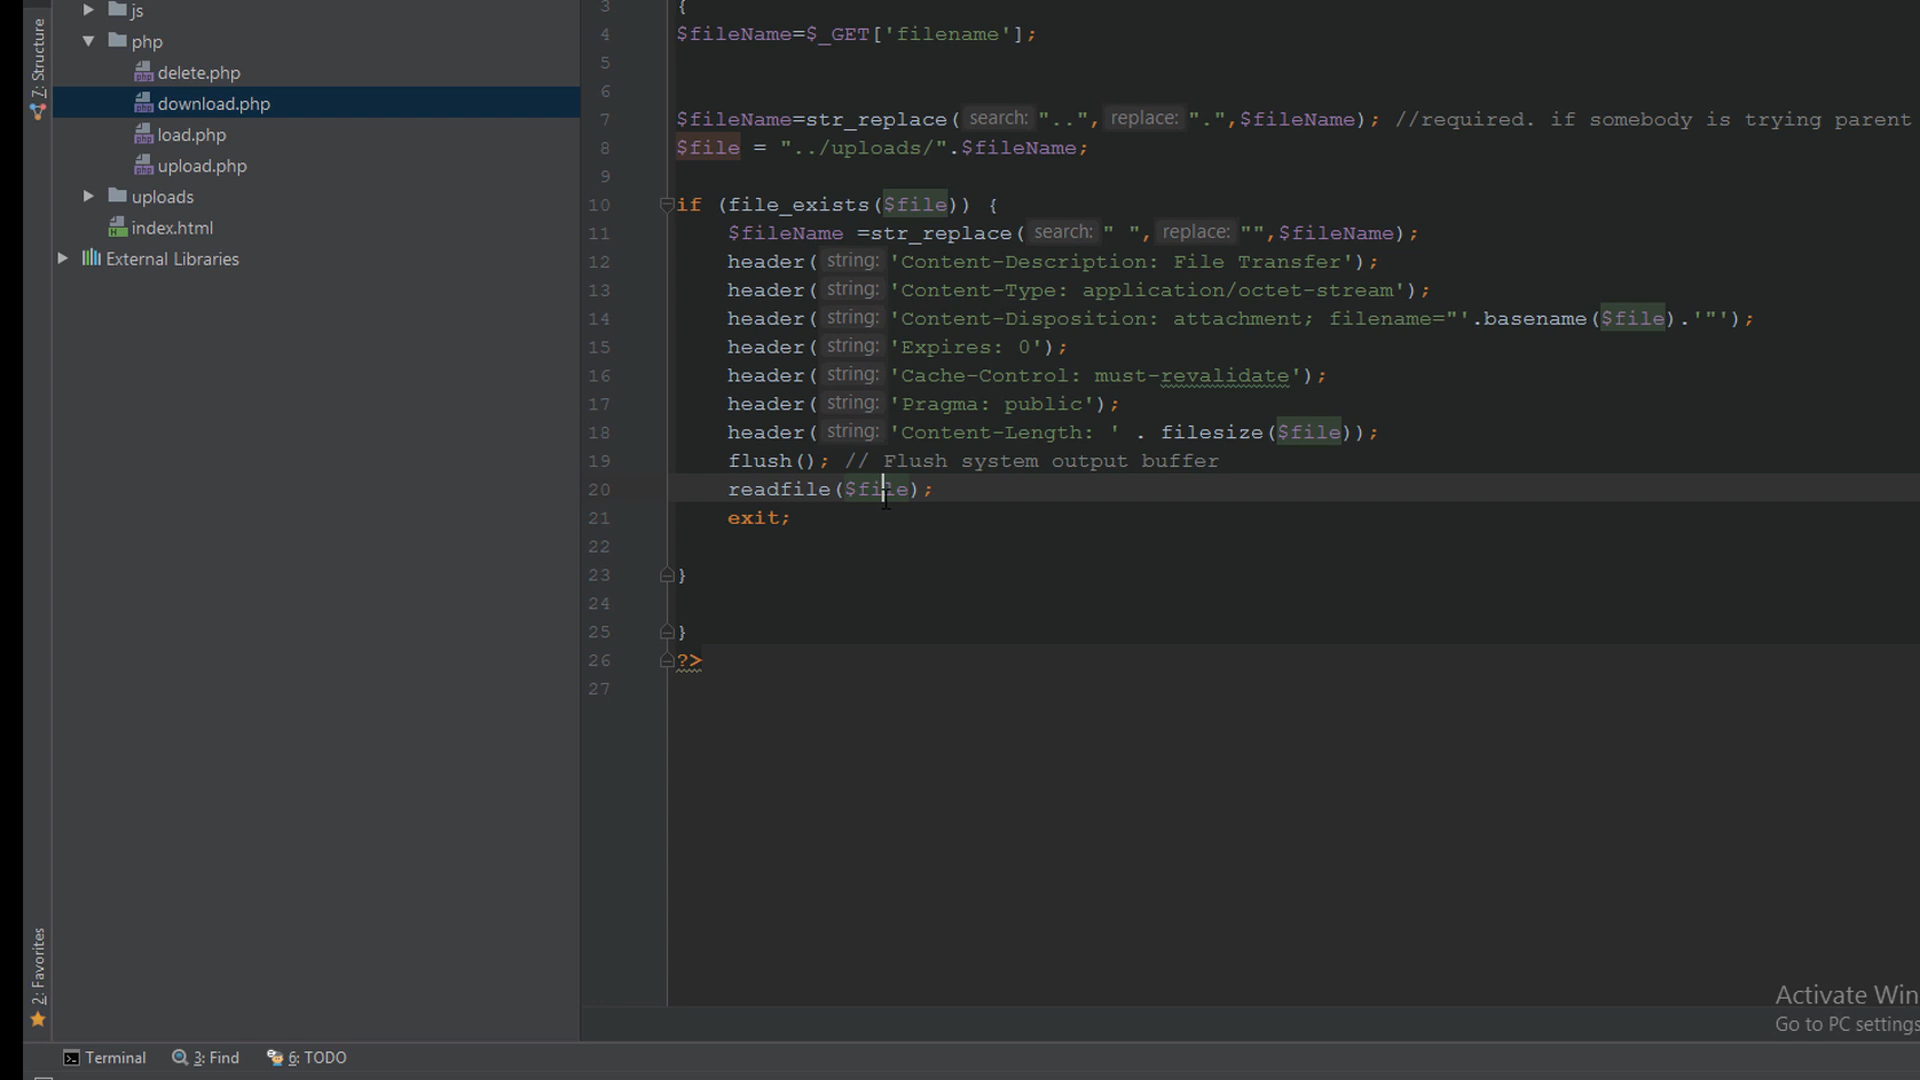 7: Structure
js
php
delete.php
download.php
load.php
upload.php
uploads
index.html
External Libraries
2: Favorites
3 {
4 $fileName=$_GET['filename'];
5
6
7 $fileName=str_replace( search: "..", replace: ".",$fileName); //required. if somebody is trying parent
8 $file = "../uploads/".$fileName;
9
10 if (file_exists($file)) {
11 $fileName =str_replace( search: " ", replace: "",$fileName);
12 header( string: 'Content-Description: File Transfer');
13 header( string: 'Content-Type: application/octet-stream');
14 header( string: 'Content-Disposition: attachment; filename="'.basename($file).'"');
15 header( string: 'Expires: 0');
16 header( string: 'Cache-Control: must-revalidate');
17 header( string: 'Pragma: public');
18 header( string: 'Content-Length: ' . filesize($file));
19 flush(); // Flush system output buffer
20 readfile($file);
21 exit;
22
23 }
24
25 }
26 ?>
27
Activate Win
Go to PC settings
Terminal 3: Find 6: TODO